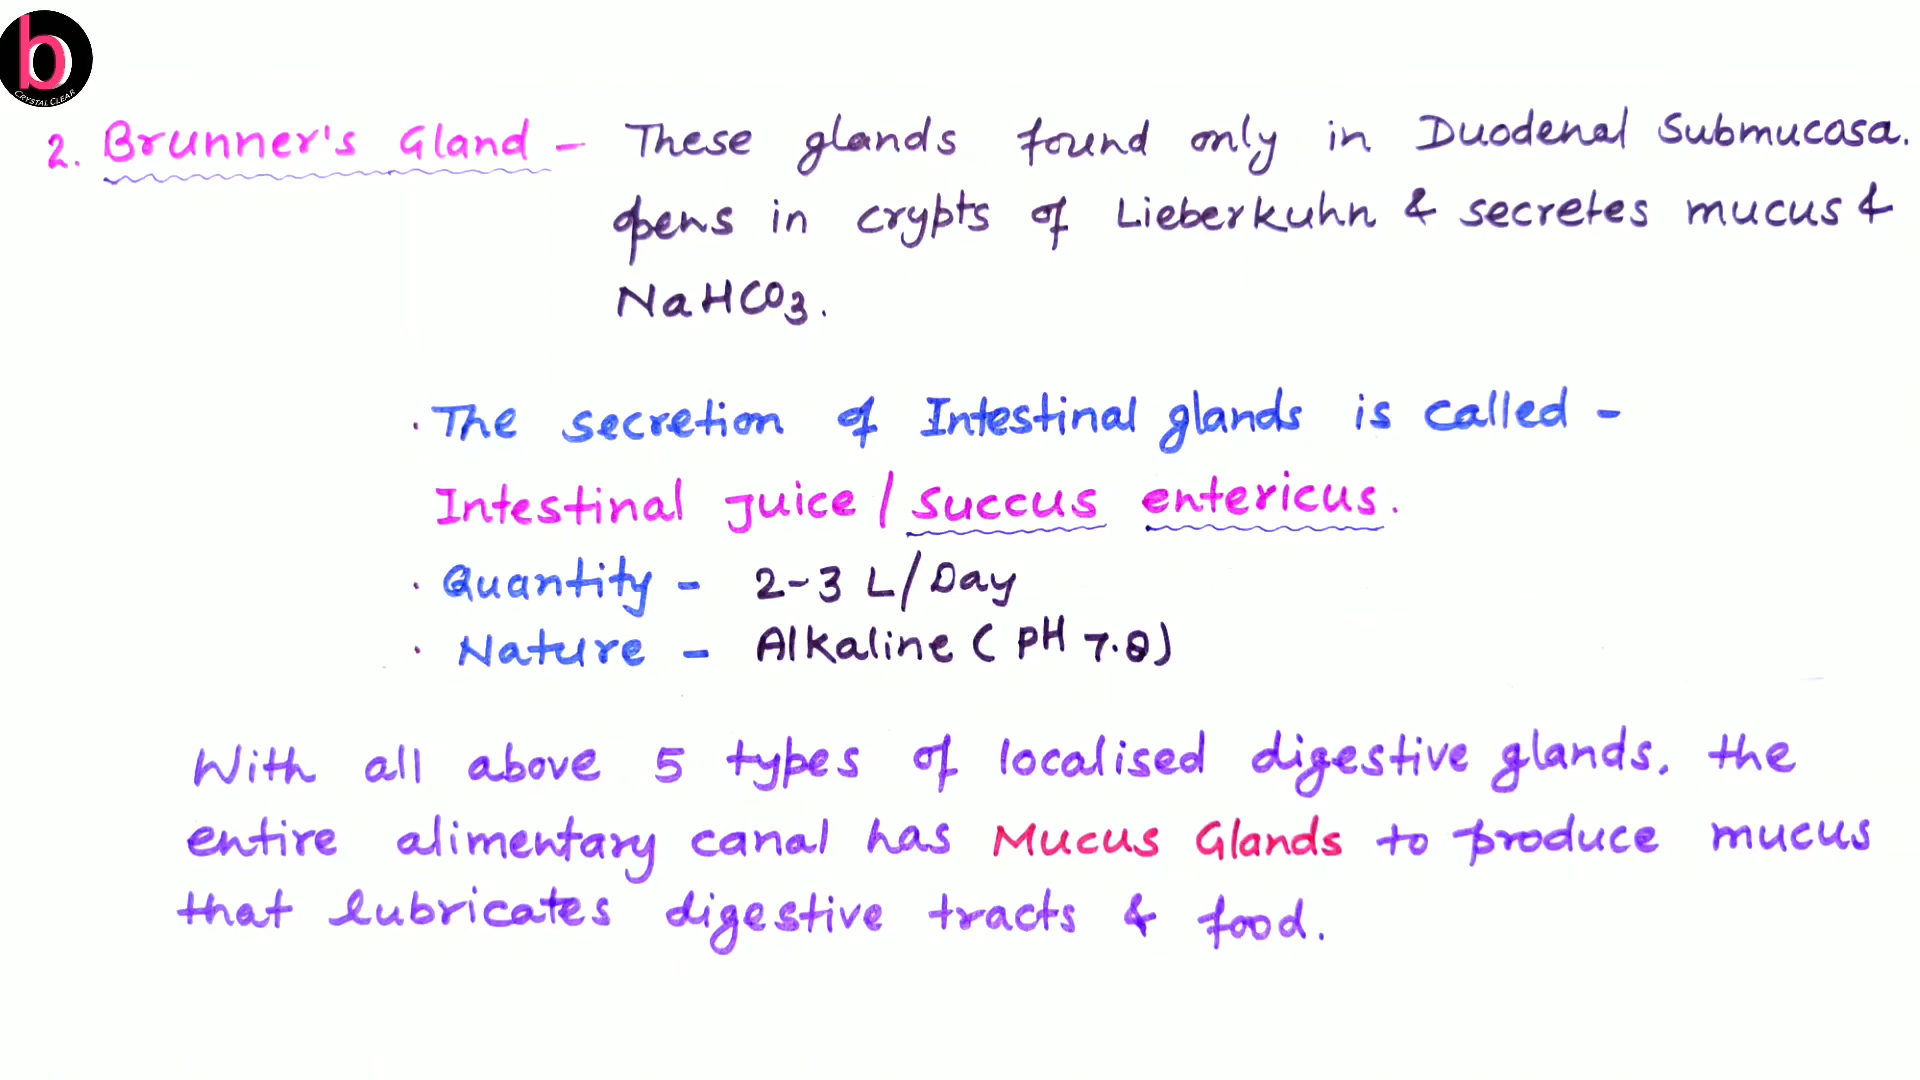 b
CRYSTAL CLEAR
2. Brunner's Gland - These glands found only in Duodenal Submucosa.
opens in crypts of Lieberkuhn & secretes mucus &
NaHCO3.
. The secretion of Intestinal glands is called -
Intestinal Juice / Succus entericus.
. Quantity - 2-3 L/Day
. Nature - Alkaline ( PH 7.8)
With all above 5 types of localised digestive glands. the
entire alimentary canal has Mucus Glands to produce mucus
that lubricates digestive tracts & food.